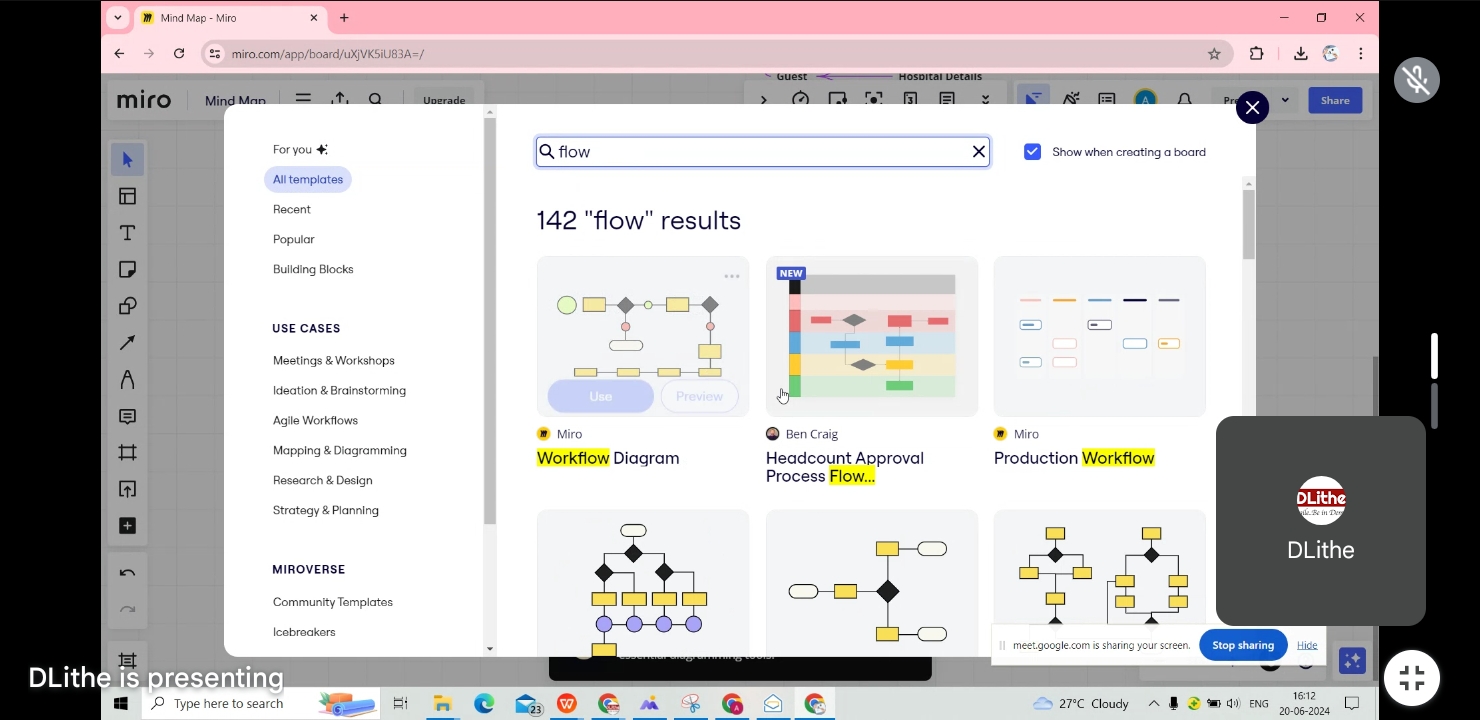 Mind Map - Miro
miro.com/app/board/uXjVK5iU83A=/
Guest
Hospital Details
miro
Mind Map
Upgrade
Share
For you
All templates
Recent
Popular
Building Blocks
USE CASES
Meetings & Workshops
Ideation & Brainstorming
Agile Workflows
Mapping & Diagramming
Research & Design
Strategy & Planning
MIROVERSE
Community Templates
Icebreakers
flow
Show when creating a board
142 "flow" results
NEW
Use
Preview
Miro
Workflow Diagram
Ben Craig
Headcount Approval
Process Flow...
Miro
Production Workflow
DLithe
DLithe
meet.google.com is sharing your screen.
Stop sharing
Hide
DLithe is presenting
Type here to search
23
27°C Cloudy
ENG
16:12
20-06-2024